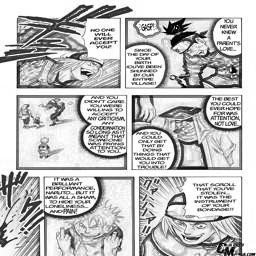 YOU
NEVER
KNEW
A
PARENT'S
LOVE...
GASP!
SINCE
THE DAY OF
YOUR BIRTH
YOU'VE BEEN
SHUNNED
BY OUR
ENTIRE
VILLAGE!
NO ONE
WILL EVER
ACCEPT
YOU!
THE BEST
YOU COULD
EVER HOPE
FOR WAS
ATTENTION,
NOT LOVE.
AND YOU
COULD ONLY
GET THAT
BY DOING
THINGS THAT
WOULD GET
YOU INTO
TROUBLE!
AND YOU
DIDN'T CARE.
YOU WERE
WILLING TO
ACCEPT
ANY CRITICISM,
ANY
CONDEMNATION
SO LONG AS IT
MEANT THAT
SOMEONE WAS
PAYING
ATTENTION
TO YOU.
THAT
SCROLL THAT
YOU STOLEN...
IT WAS THE
INSTRUMENT
OF YOUR
BONDAGE!!
IT WAS A
BRILLIANT
PERFORMANCE,
NARUTO... BUT IT
WAS ALL A SHAM,
TO HIDE YOUR
LONELINESS...
AND PAIN!